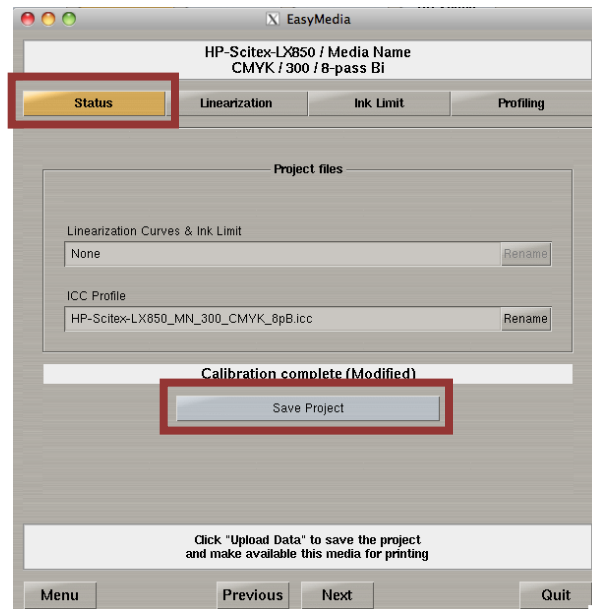 EasyMedia
HP-Scitex-LX850 / Media Name
CMYK / 300 / 8-pass Bi
Status Linearization Ink Limit Profiling
Project files
Linearization Curves & Ink Limit
None Rename
ICC Profile
HP-Scitex-LX850_MN_300_CMYK_8pB.icc Rename
Calibration complete (Modified)
Save Project
Click "Upload Data" to save the project
and make available this media for printing
Menu Previous Next Quit